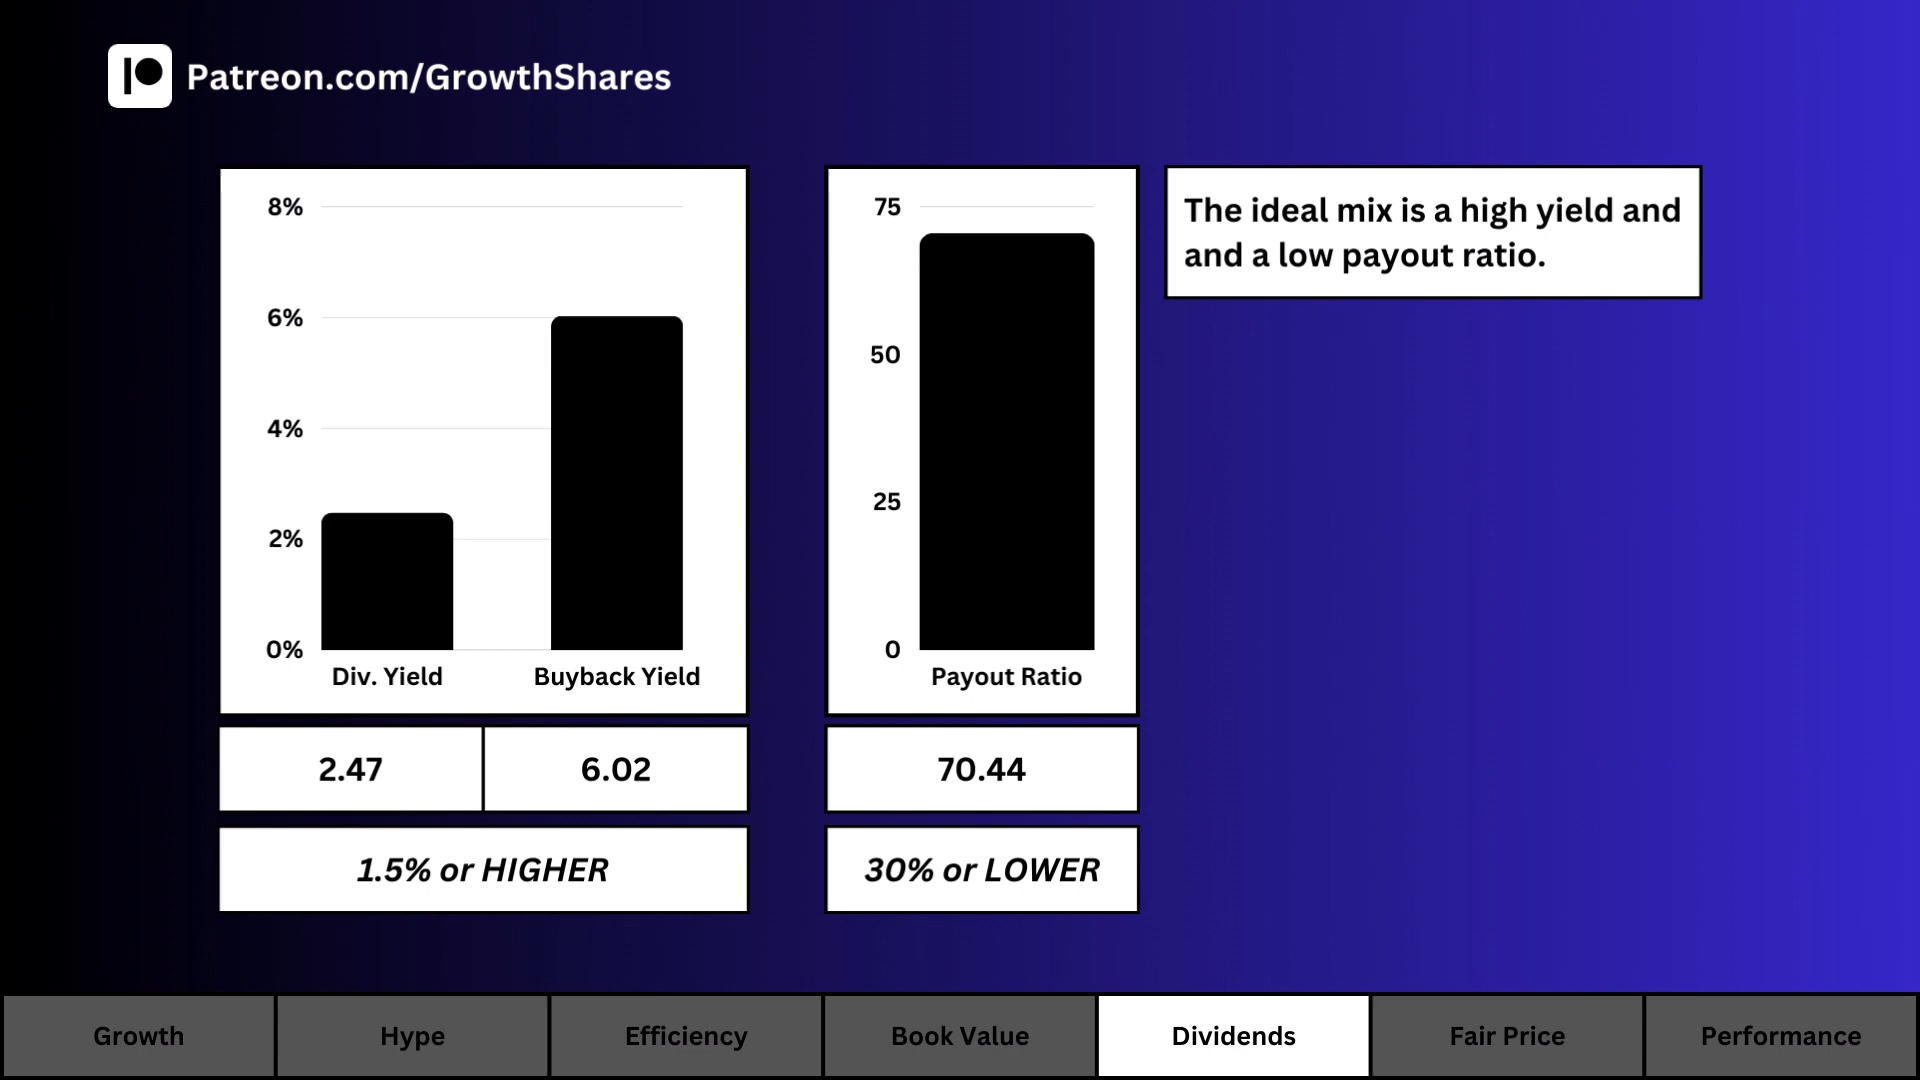 Patreon.com/GrowthShares
8%
6%
4%
2%
0%
Div. Yield
Buyback Yield
2.47
6.02
1.5% or HIGHER
75
50
25
0
Payout Ratio
70.44
30% or LOWER
The ideal mix is a high yield and
and a low payout ratio.
Growth
Hype
Efficiency
Book Value
Dividends
Fair Price
Performance